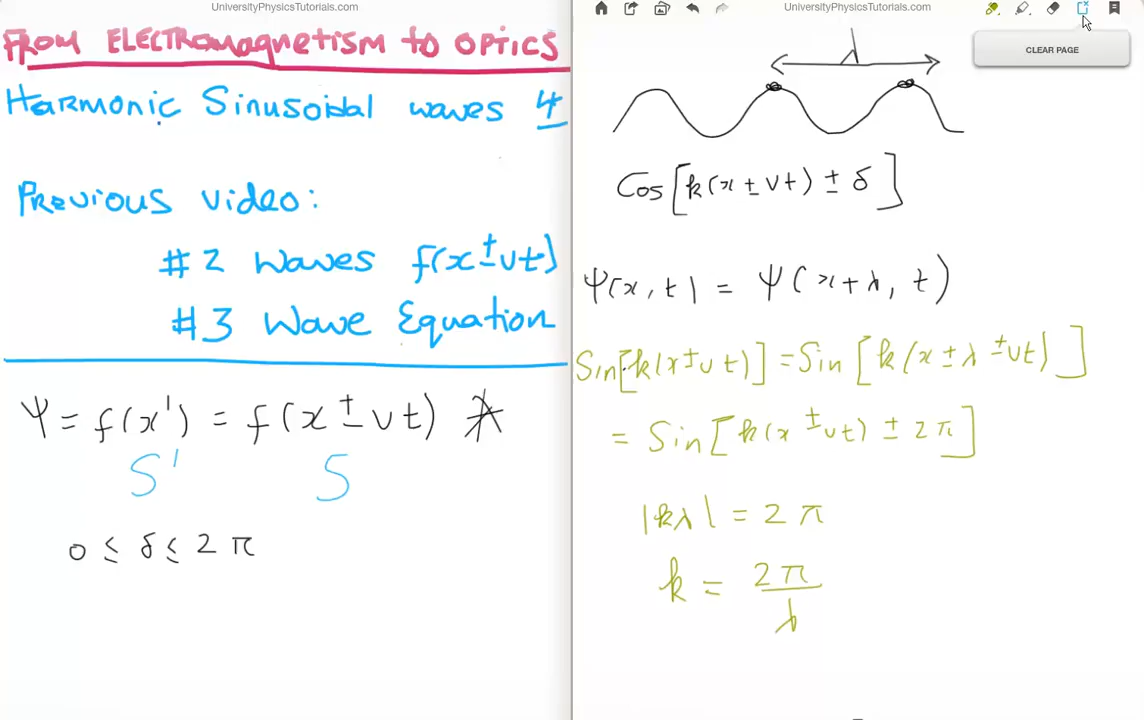 UniversityPhysicsTutorials.com
FROM ELECTROmagnetISM to OPTICS
Harmonic Sinusoidal waves 4
Previous video:
#2 Waves f(x±vt)
#3 Wave Equation
Ψ = f(x') = f(x ± vt) *
S' S
0 ≤ δ ≤ 2π
UniversityPhysicsTutorials.com
CLEAR PAGE
λ
Cos[k(x ± vt) ± δ]
Ψ(x, t) = Ψ(x+λ, t)
Sin[k(x ± vt)] = Sin[k(x ± λ ± vt)]
= Sin[k(x ± vt) ± 2π]
|kλ| = 2π
k = 2π/λ